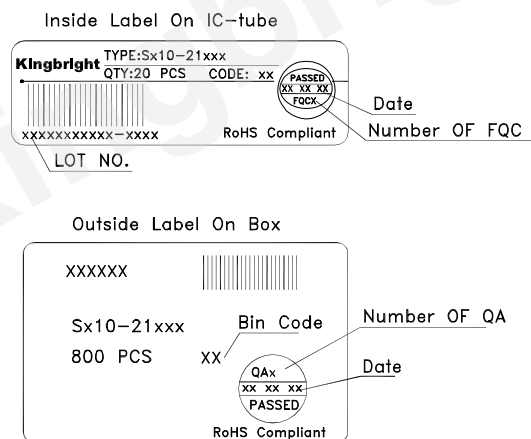 Inside Label On IC-tube
Kingbright
TYPE:Sx10-21xxx
QTY:20 PCS CODE: xx
PASSED
XX XX XX
FQCX
Date
Number OF FQC
xxxxxxxxxxx-xxxx
RoHS Compliant
LOT NO.
Outside Label On Box
XXXXXX
Sx10-21xxx
Bin Code
Number OF QA
800 PCS
XX
QAx
Date
XX XX XX
PASSED
RoHS Compliant